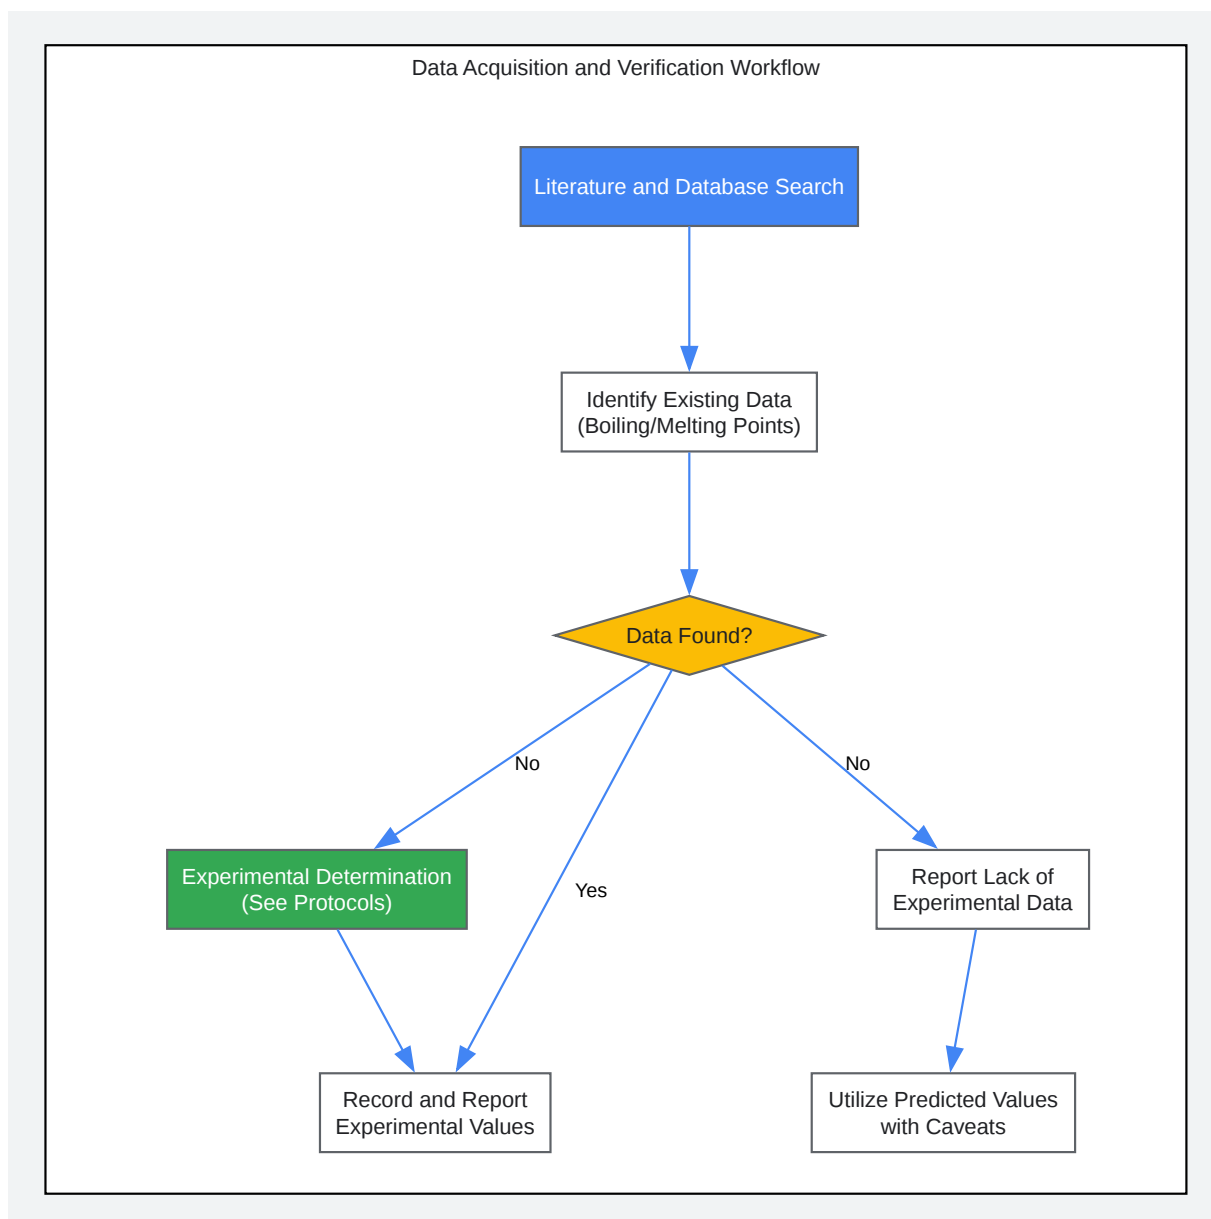 Data Acquisition and Verification Workflow
Literature and Database Search
Identify Existing Data
(Boiling/Melting Points)
Data Found?
No
No
Experimental Determination
(See Protocols)
Yes
Report Lack of
Experimental Data
Record and Report
Experimental Values
Utilize Predicted Values
with Caveats